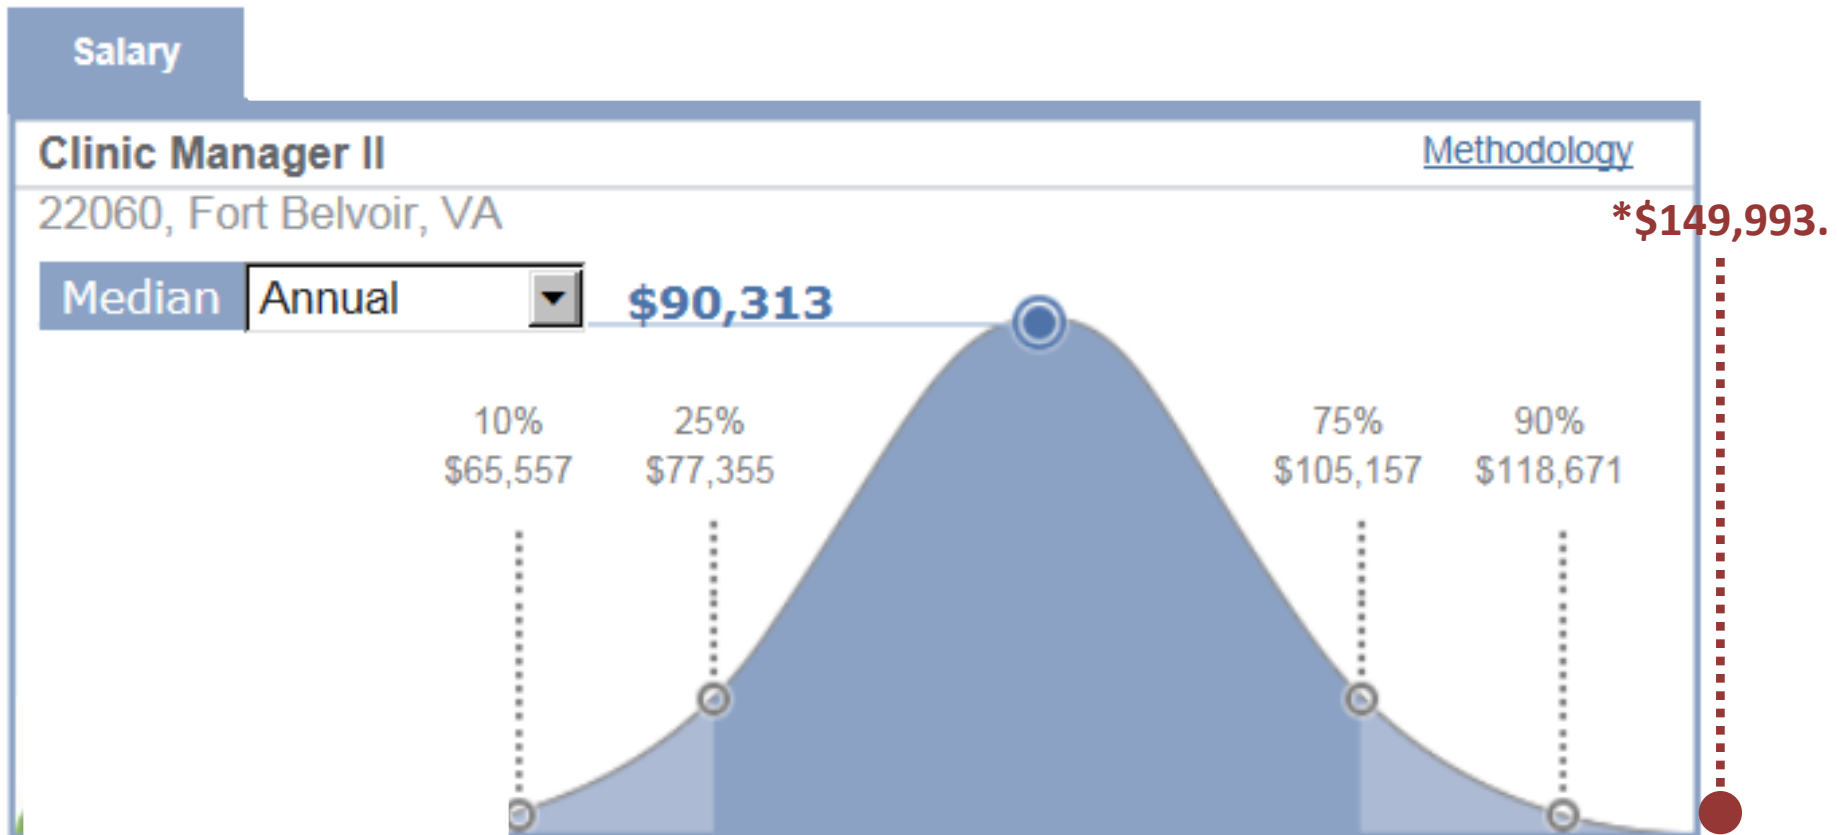 Salary
Clinic Manager II
Methodology
22060, Fort Belvoir, VA
*$149,993.
Median
Annual
$90,313
10%
$65,557
25%
$77,355
75%
$105,157
90%
$118,671